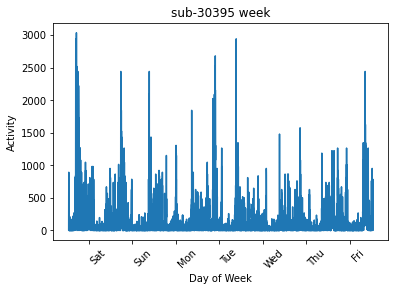 sub-30395 week
3000
2500
2000
1500
1000
500
0
Activity
Sat
Sun
Mon
Tue
Wed
Thu
Fri
Day of Week